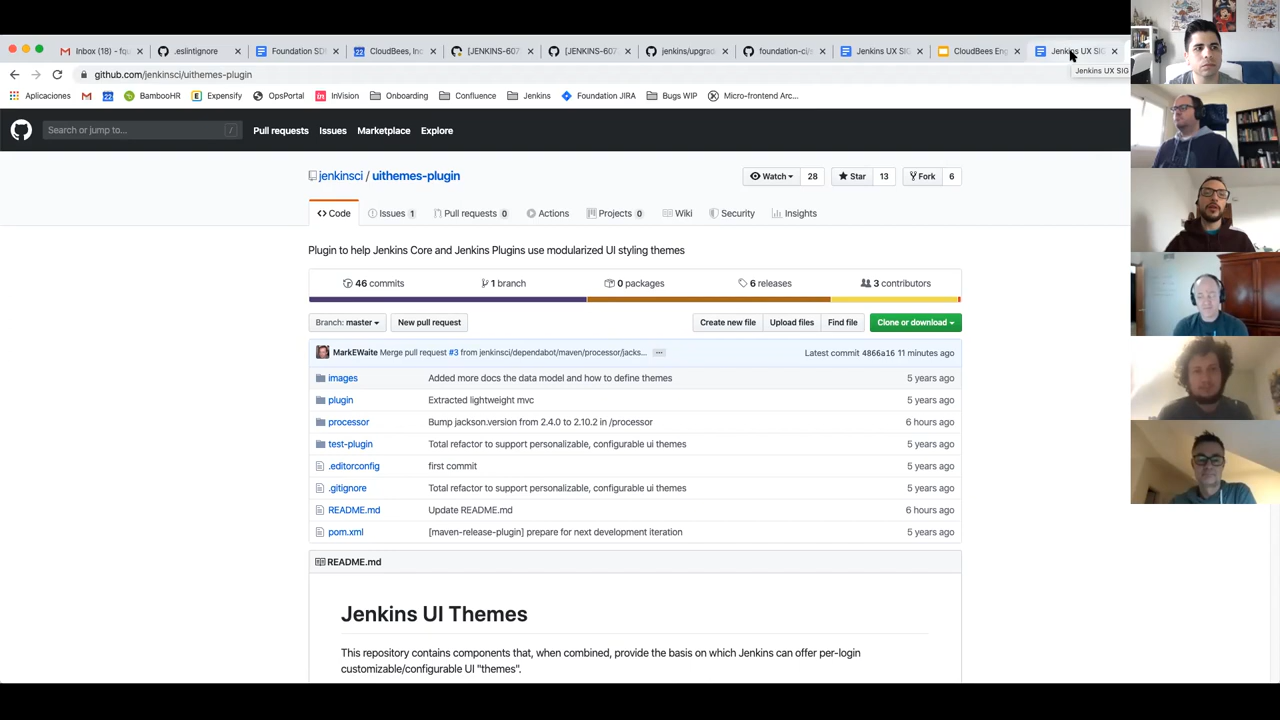 Inbox (18) - fqu
.eslintignore
Foundation SD
CloudBees, Inc
[JENKINS-607
[JENKINS-607
jenkins/upgrad
foundation-ci/e
Jenkins UX SIG
CloudBees Eng
Jenkins UX SIG
github.com/jenkinsci/uithemes-plugin
Jenkins UX SIG
Aplicaciones
22
BambooHR
Expensify
OpsPortal
in InVision
Onboarding
Confluence
Jenkins
Foundation JIRA
Bugs WIP
Micro-frontend Arc...
Search or jump to...
/
Pull requests Issues Marketplace Explore
jenkinsci / uithemes-plugin
Watch 28
Star 13
Fork 6
Code
Issues 1
Pull requests 0
Actions
Projects 0
Wiki
Security
Insights
Plugin to help Jenkins Core and Jenkins Plugins use modularized UI styling themes
46 commits
1 branch
0 packages
6 releases
3 contributors
Branch: master
New pull request
Create new file
Upload files
Find file
Clone or download
MarkEWaite Merge pull request #3 from jenkinsci/dependabot/maven/processor/jacks... ... Latest commit 4866a16 11 minutes ago
images Added more docs the data model and how to define themes 5 years ago
plugin Extracted lightweight mvc 5 years ago
processor Bump jackson.version from 2.4.0 to 2.10.2 in /processor 6 hours ago
test-plugin Total refactor to support personalizable, configurable ui themes 5 years ago
.editorconfig first commit 5 years ago
.gitignore Total refactor to support personalizable, configurable ui themes 5 years ago
README.md Update README.md 6 hours ago
pom.xml [maven-release-plugin] prepare for next development iteration 5 years ago
README.md
Jenkins UI Themes
This repository contains components that, when combined, provide the basis on which Jenkins can offer per-login
customizable/configurable UI "themes".